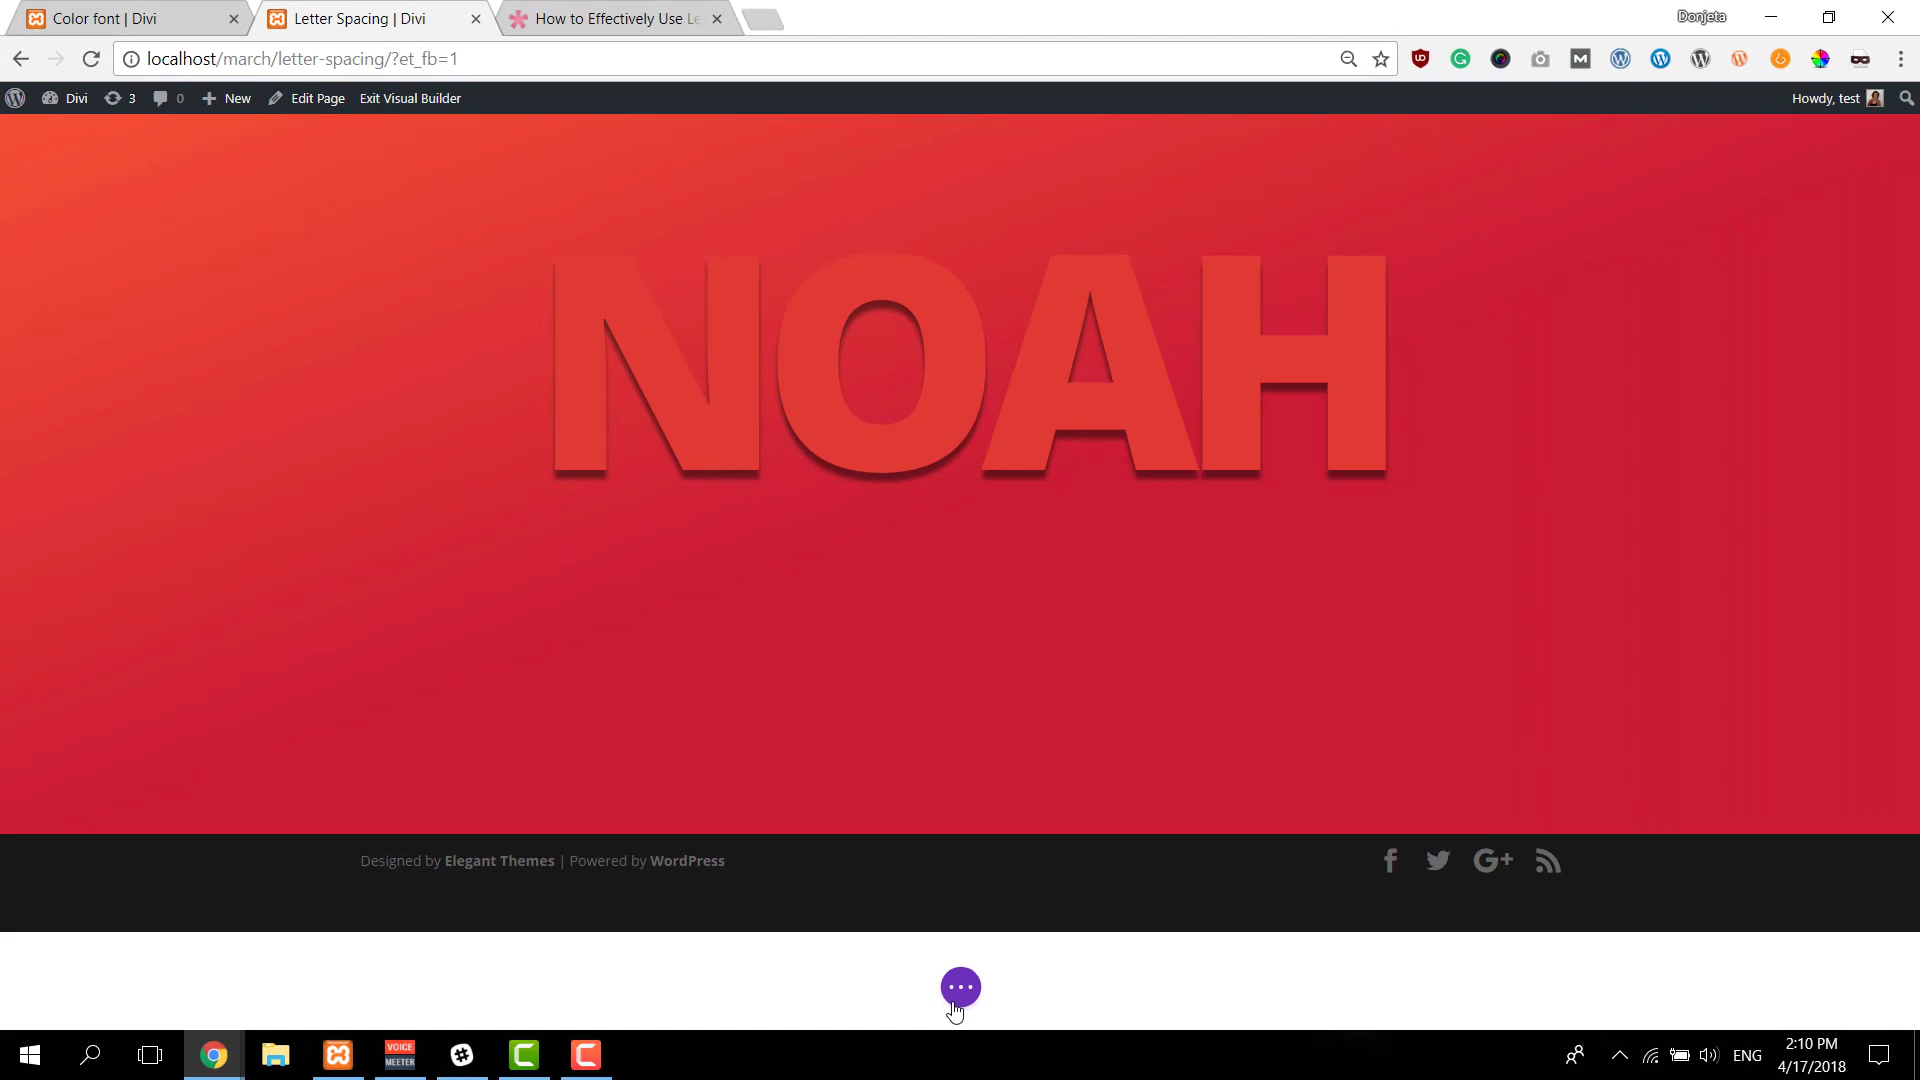 Color font | Divi
Letter Spacing | Divi
How to Effectively Use Le
Donjeta
localhost/march/letter-spacing/?et_fb=1
Divi 3 0 New Edit Page Exit Visual Builder
Howdy, test
NOAH
Designed by Elegant Themes | Powered by WordPress
G+
VOICE
MEETER
ENG
2:10 PM
4/17/2018